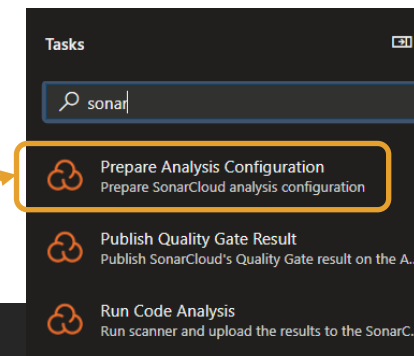 Tasks
sonar
Prepare Analysis Configuration
Prepare SonarCloud analysis configuration
Publish Quality Gate Result
Publish SonarCloud's Quality Gate result on the A..
Run Code Analysis
Run scanner and upload the results to the SonarC..